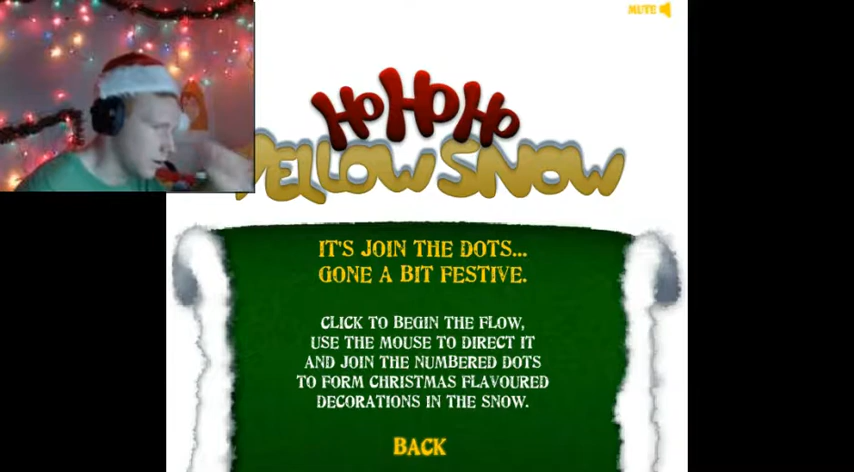 MUTE
HO HO HO
YELLOW SNOW
IT'S JOIN THE DOTS...
GONE A BIT FESTIVE.
CLICK TO BEGIN THE FLOW,
USE THE MOUSE TO DIRECT IT
AND JOIN THE NUMBERED DOTS
TO FORM CHRISTMAS FLAVOURED
DECORATIONS IN THE SNOW.
BACK